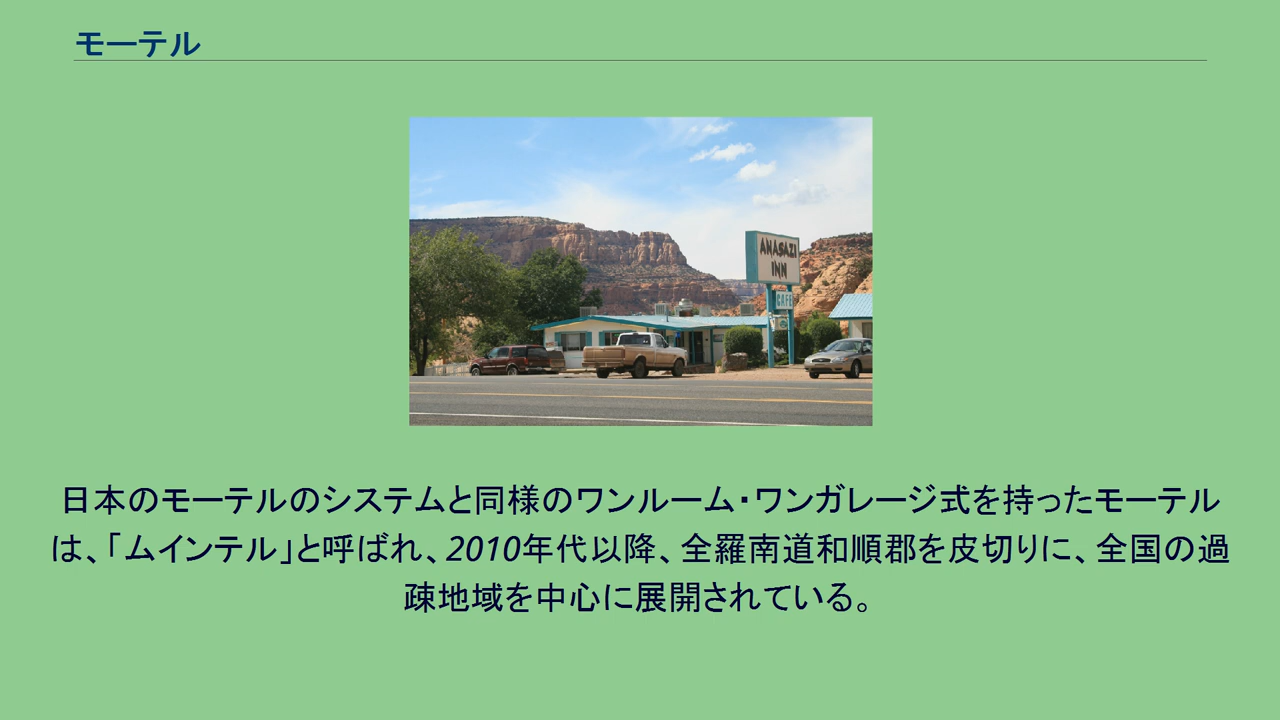 モーテル
ANASAZI
INN
CAFE
日本のモーテルのシステムと同様のワンルーム・ワンガレージ式を持ったモーテル
は、「ムインテル」と呼ばれ、2010年代以降、全羅南道和順郡を皮切りに、全国の過
疎地域を中心に展開されている。